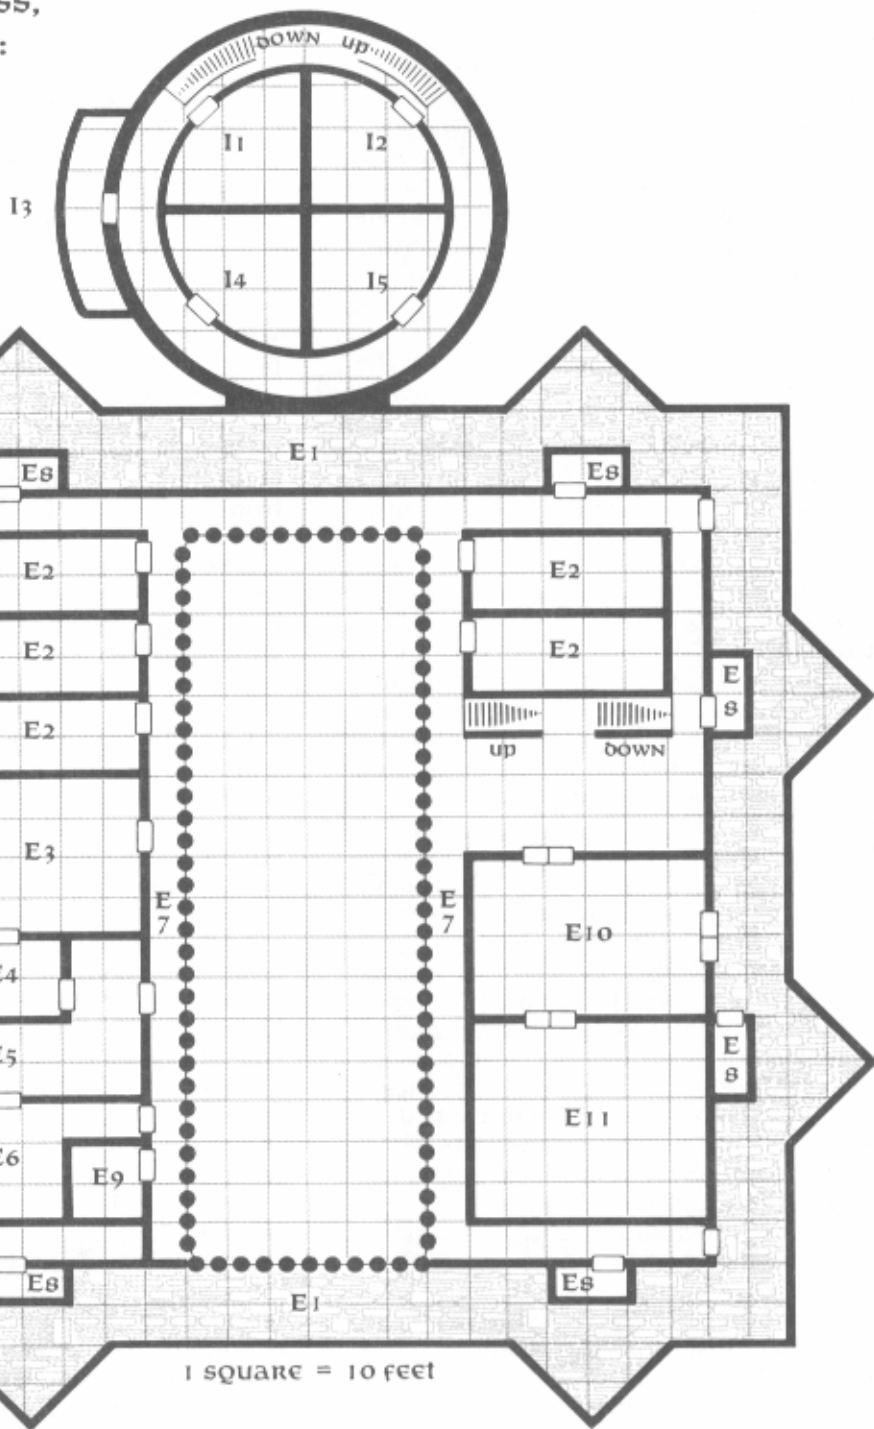 :
DOWN up
I1 I2
I3
I4 I5
E1
E8 E8
E2 E2
E2 E2
E
8
E2
up DOWN
E3
E
7
E
7
E10
E
8
E11
E9
E8 E8
E1
1 SQUARE = 10 FEET